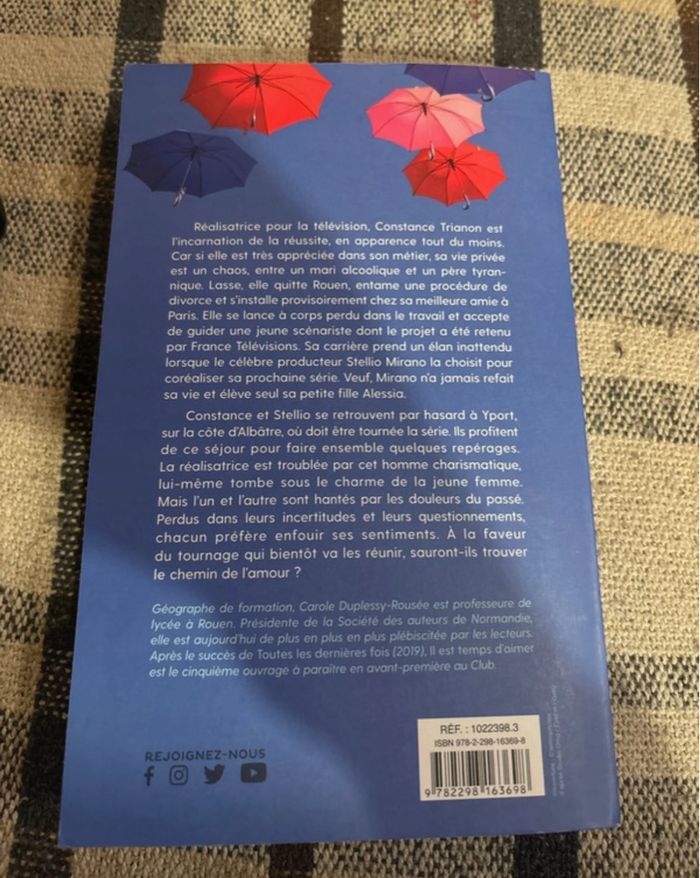 Réalisatrice pour la télévision, Constance Trianon est
l'incarnation de la réussite, en apparence tout du moins.
Car si elle est très appréciée dans son métier, sa vie privée
est un chaos, entre un mari alcoolique et un père tyran-
nique. Lasse, elle quitte Rouen, entame une procédure de
divorce et s'installe provisoirement chez sa meilleure amie à
Paris. Elle se lance à corps perdu dans le travail et accepte
de guider une jeune scénariste dont le projet a été retenu
par France Télévisions. Sa carrière prend un élan inattendu
lorsque le célèbre producteur Stellio Mirano la choisit pour
coréaliser sa prochaine série. Veuf, Mirano n'a jamais refait
sa vie et élève seul sa petite fille Alessia.
Constance et Stellio se retrouvent par hasard à Yport,
sur la côte d'Albâtre, où doit être tournée la série. Ils profitent
de ce séjour pour faire ensemble quelques repérages.
La réalisatrice est troublée par cet homme charismatique,
lui-même tombe sous le charme de la jeune femme.
Mais l'un et l'autre sont hantés par les douleurs du passé.
Perdus dans leurs incertitudes et leurs questionnements,
chacun préfère enfouir ses sentiments. À la faveur
du tournage qui bientôt va les réunir, sauront-ils trouver
le chemin de l'amour ?
Géographe de formation, Carole Duplessy-Rousée est professeure de
lycée à Rouen. Présidente de la Société des auteurs de Normandie,
elle est aujourd'hui de plus en plus en plus plébiscitée par les lecteurs.
Après le succès de Toutes les dernières fois (2019), Il est temps d'aimer
est le cinquième ouvrage à paraître en avant-première au Club.
REJOIGNEZ-NOUS
RÉF. : 1022398.3
ISBN 978-2-298-16369-8
9 782298 163698